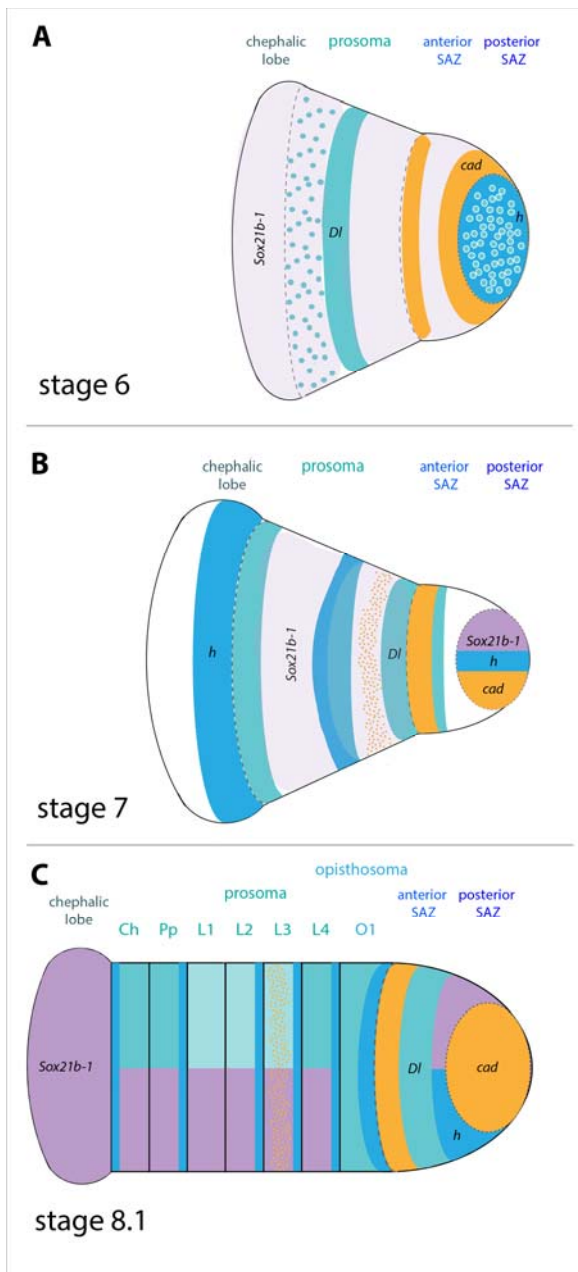 A
chephalic
lobe
prosoma
anterior
SAZ
posterior
SAZ
Sox21b-1
Dl
cad
h
stage 6
B
chephalic
lobe
prosoma
anterior
SAZ
posterior
SAZ
h
Sox21b-1
Dl
Sox21b-1
h
cad
stage 7
C
opisthosoma
chephalic
lobe
prosoma
anterior
SAZ
posterior
SAZ
Ch
Pp
L1
L2
L3
L4
O1
Sox21b-1
Dl
cad
h
stage 8.1